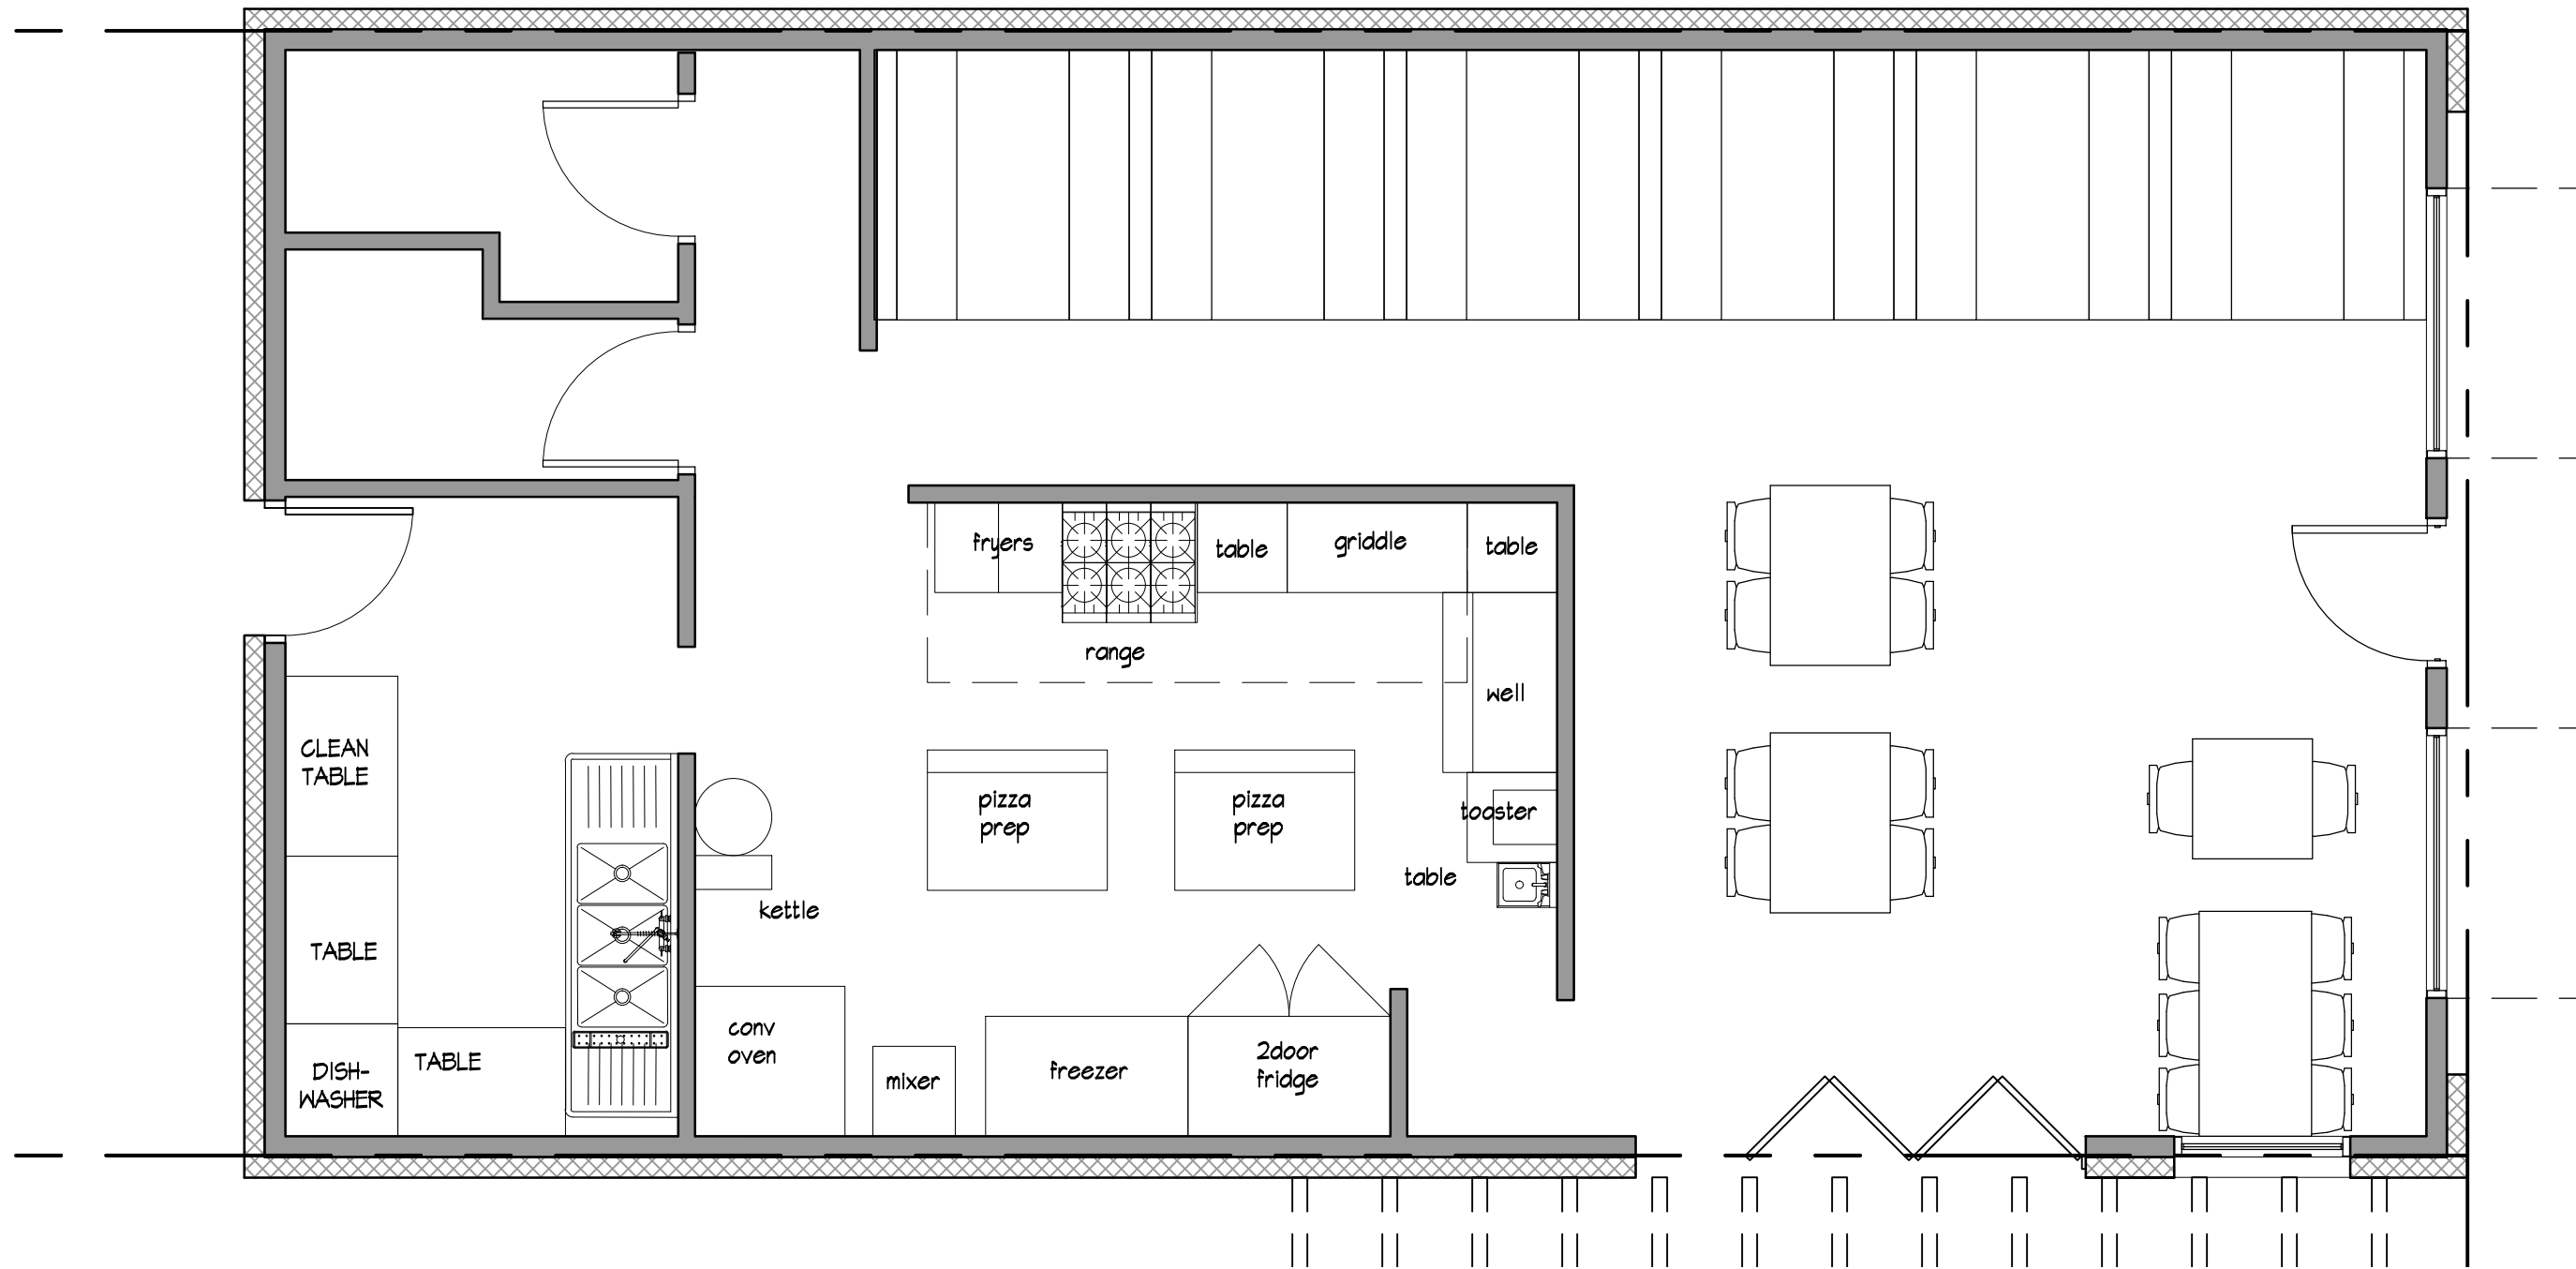 fryers
table
griddle
table
range
well
CLEAN
TABLE
pizza
prep
pizza
prep
toaster
table
kettle
TABLE
conv
oven
2door
fridge
TABLE
freezer
mixer
DISH-
WASHER